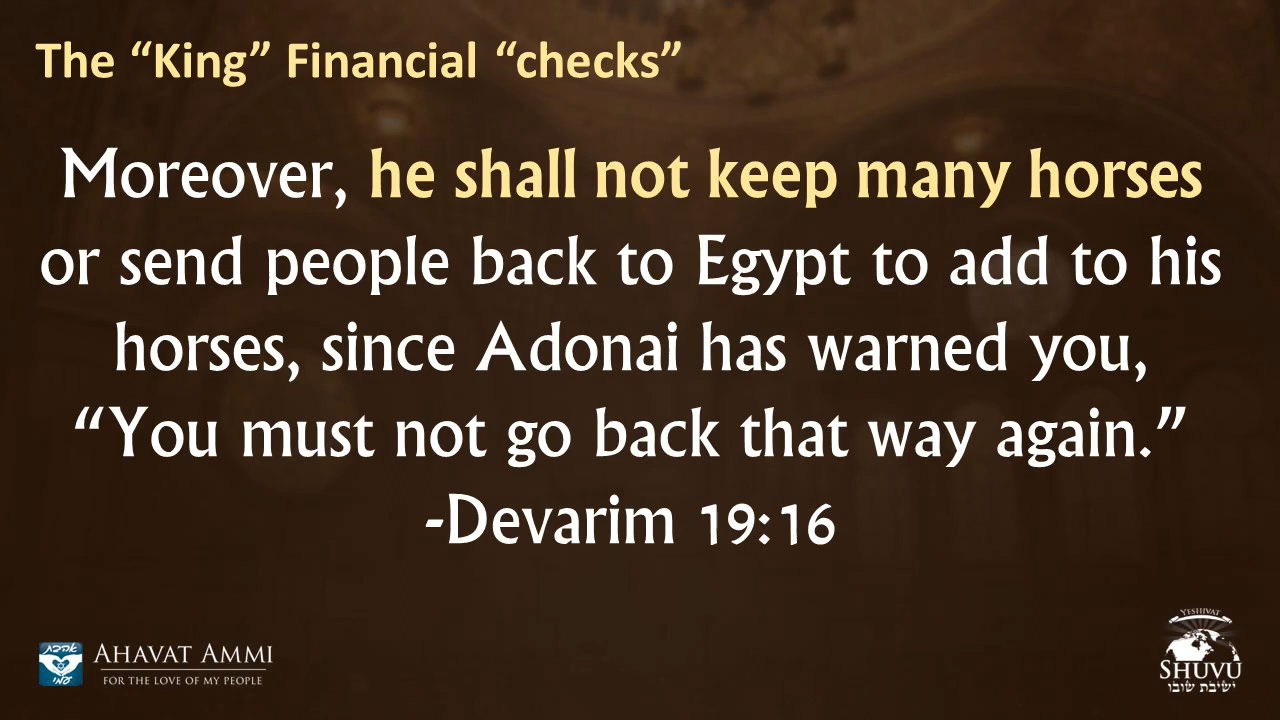 The “King” Financial “checks”
Moreover, he shall not keep many horses
or send people back to Egypt to add to his
horses, since Adonai has warned you,
“You must not go back that way again.”
-Devarim 19:16
אהבת
עמי
AHAVAT AMMI
FOR THE LOVE OF MY PEOPLE
YESHIVAT
SHUVU
ישיבת שובו